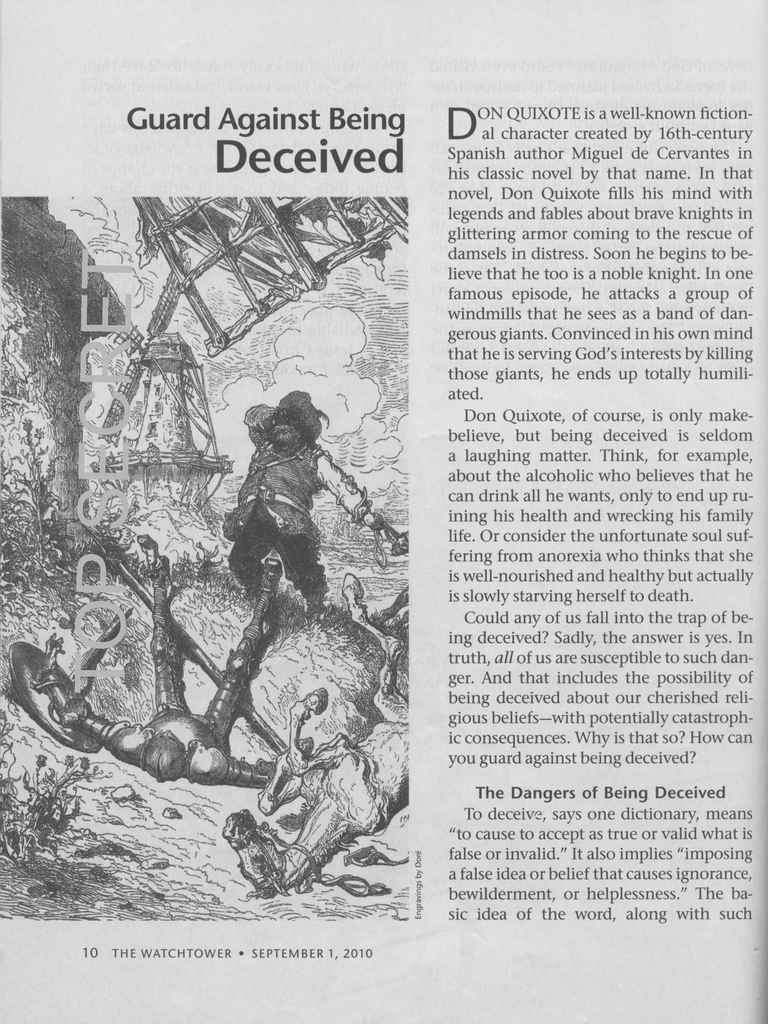 Guard Against Being
Deceived
TOP SECRET
Engravings by Doré
DON QUIXOTE is a well-known fiction-
al character created by 16th-century
Spanish author Miguel de Cervantes in
his classic novel by that name. In that
novel, Don Quixote fills his mind with
legends and fables about brave knights in
glittering armor coming to the rescue of
damsels in distress. Soon he begins to be-
lieve that he too is a noble knight. In one
famous episode, he attacks a group of
windmills that he sees as a band of dan-
gerous giants. Convinced in his own mind
that he is serving God's interests by killing
those giants, he ends up totally humili-
ated.
Don Quixote, of course, is only make-
believe, but being deceived is seldom
a laughing matter. Think, for example,
about the alcoholic who believes that he
can drink all he wants, only to end up ru-
ining his health and wrecking his family
life. Or consider the unfortunate soul suf-
fering from anorexia who thinks that she
is well-nourished and healthy but actually
is slowly starving herself to death.
Could any of us fall into the trap of be-
ing deceived? Sadly, the answer is yes. In
truth, all of us are susceptible to such dan-
ger. And that includes the possibility of
being deceived about our cherished reli-
gious beliefs—with potentially catastroph-
ic consequences. Why is that so? How can
you guard against being deceived?
The Dangers of Being Deceived
To deceive, says one dictionary, means
"to cause to accept as true or valid what is
false or invalid." It also implies "imposing
a false idea or belief that causes ignorance,
bewilderment, or helplessness." The ba-
sic idea of the word, along with such
10 THE WATCHTOWER • SEPTEMBER 1, 2010